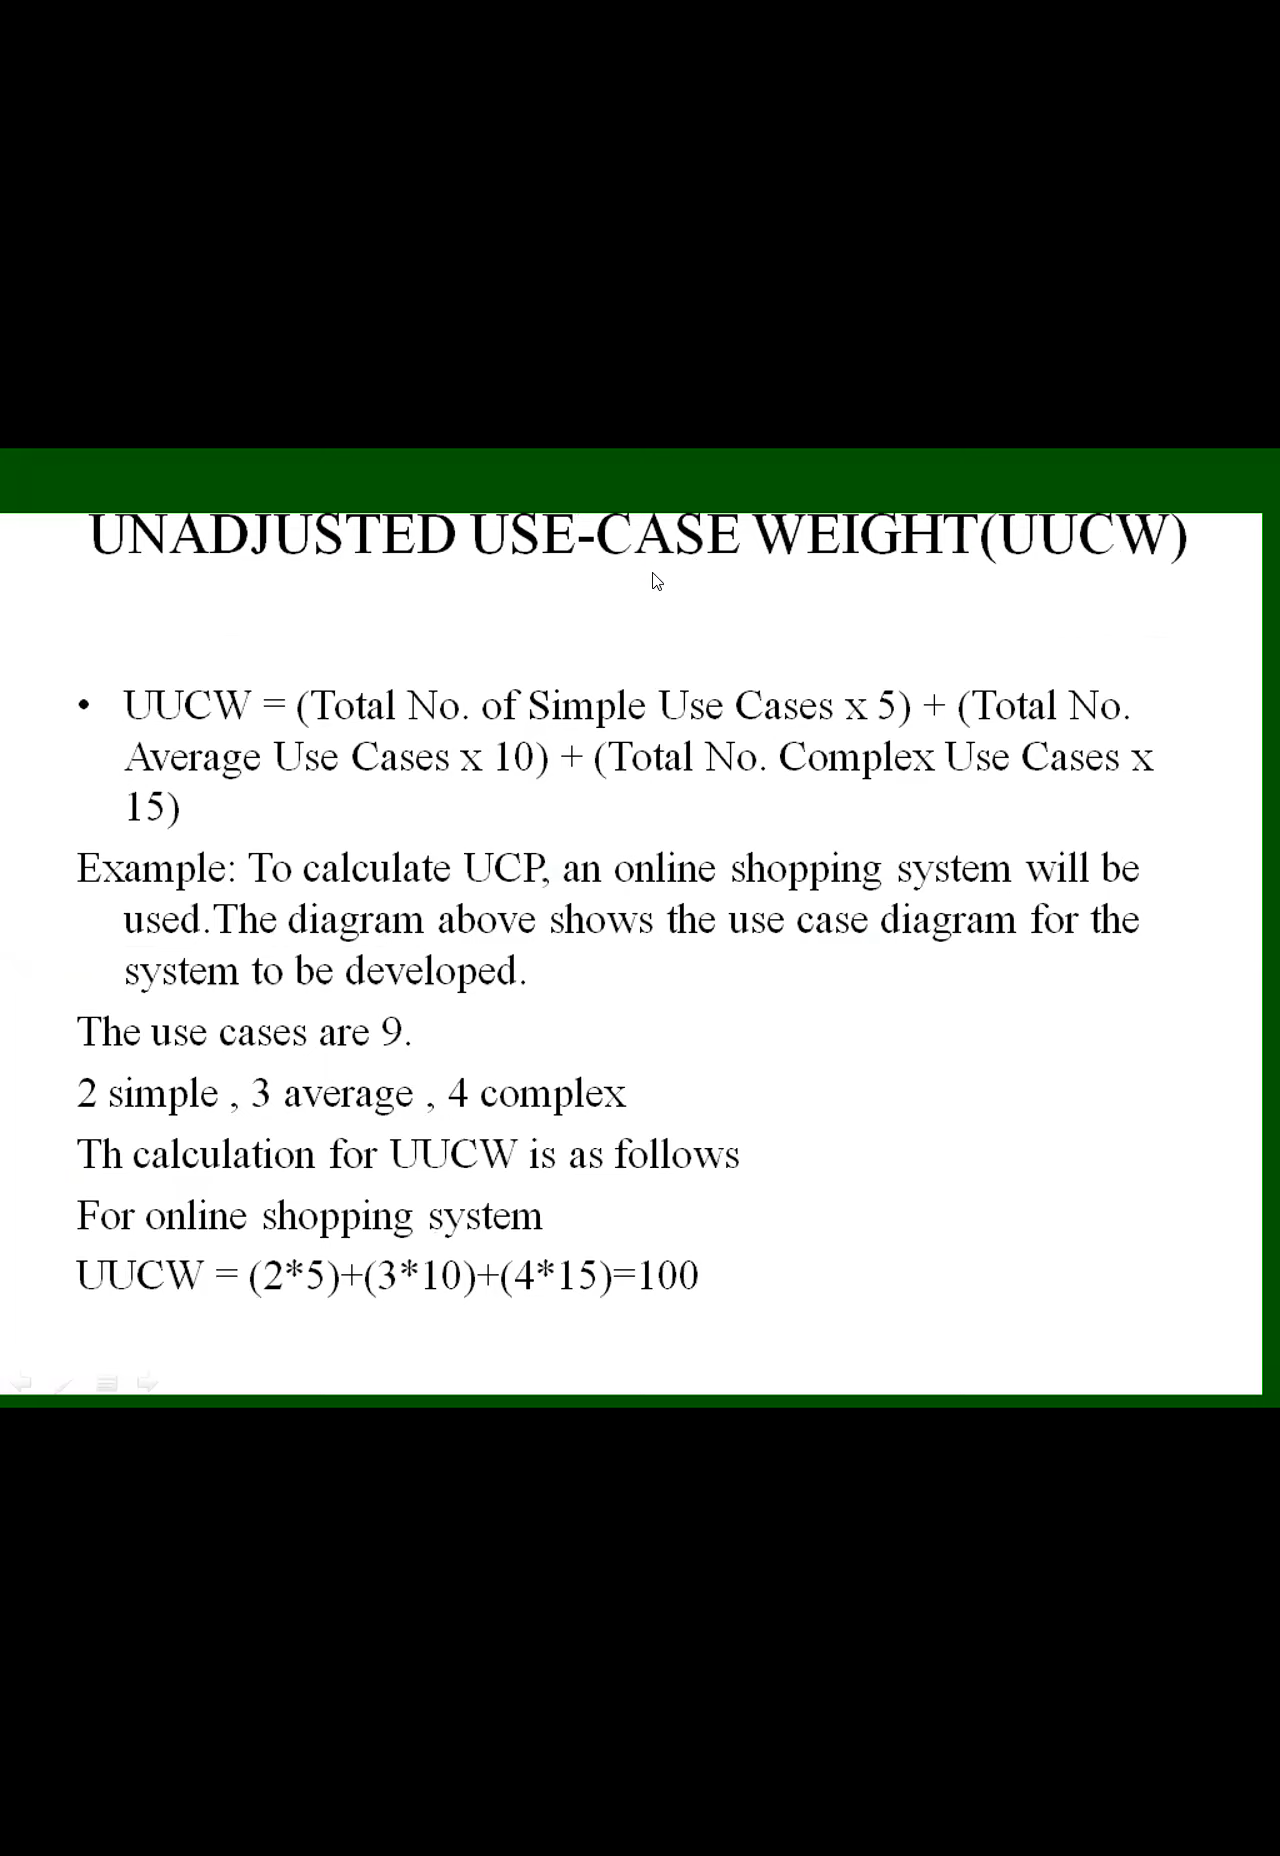 UNADJUSTED USE-CASE WEIGHT(UUCW)
• UUCW = (Total No. of Simple Use Cases x 5) + (Total No.
Average Use Cases x 10) + (Total No. Complex Use Cases x
15)
Example: To calculate UCP, an online shopping system will be
used.The diagram above shows the use case diagram for the
system to be developed.
The use cases are 9.
2 simple , 3 average , 4 complex
Th calculation for UUCW is as follows
For online shopping system
UUCW = (2*5)+(3*10)+(4*15)=100